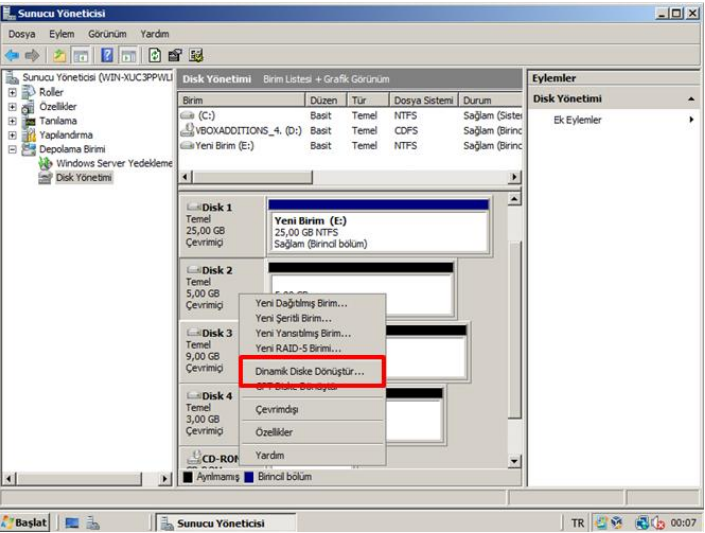 Sunucu Yöneticisi
Dosya Eylem Görünüm Yardım
Sunucu Yöneticisi (WIN-XUC3PPWLI
Roller
Özellikler
Tanılama
Yapılandırma
Depolama Birimi
Windows Server Yedekleme
Disk Yönetimi
Disk Yönetimi Birim Listesi + Grafik Görünüm
Birim Düzen Tür Dosya Sistemi Durum
(C:) Basit Temel NTFS Sağlam (Sister
VBOXADDITIONS_4. (D:) Basit Temel CDFS Sağlam (Birinc
Yeni Birim (E:) Basit Temel NTFS Sağlam (Birinc
Disk 1
Temel
25,00 GB
Çevrimiçi
Yeni Birim (E:)
25,00 GB NTFS
Sağlam (Birincil bölüm)
Disk 2
Temel
5,00 GB
Çevrimiçi
5,00 GB
Disk 3
Temel
9,00 GB
Çevrimiçi
Disk 4
Temel
3,00 GB
Çevrimiçi
CD-ROM
Yeni Dağıtılmış Birim...
Yeni Şeritli Birim...
Yeni Yansıtılmış Birim...
Yeni RAID-5 Birimi...
Dinamik Diske Dönüştür...
GPT Diske Dönüştür
Çevrimdışı
Özellikler
Yardım
Ayrılmamış Birincil bölüm
Eylemler
Disk Yönetimi
Ek Eylemler
Başlat
Sunucu Yöneticisi
TR
00:07